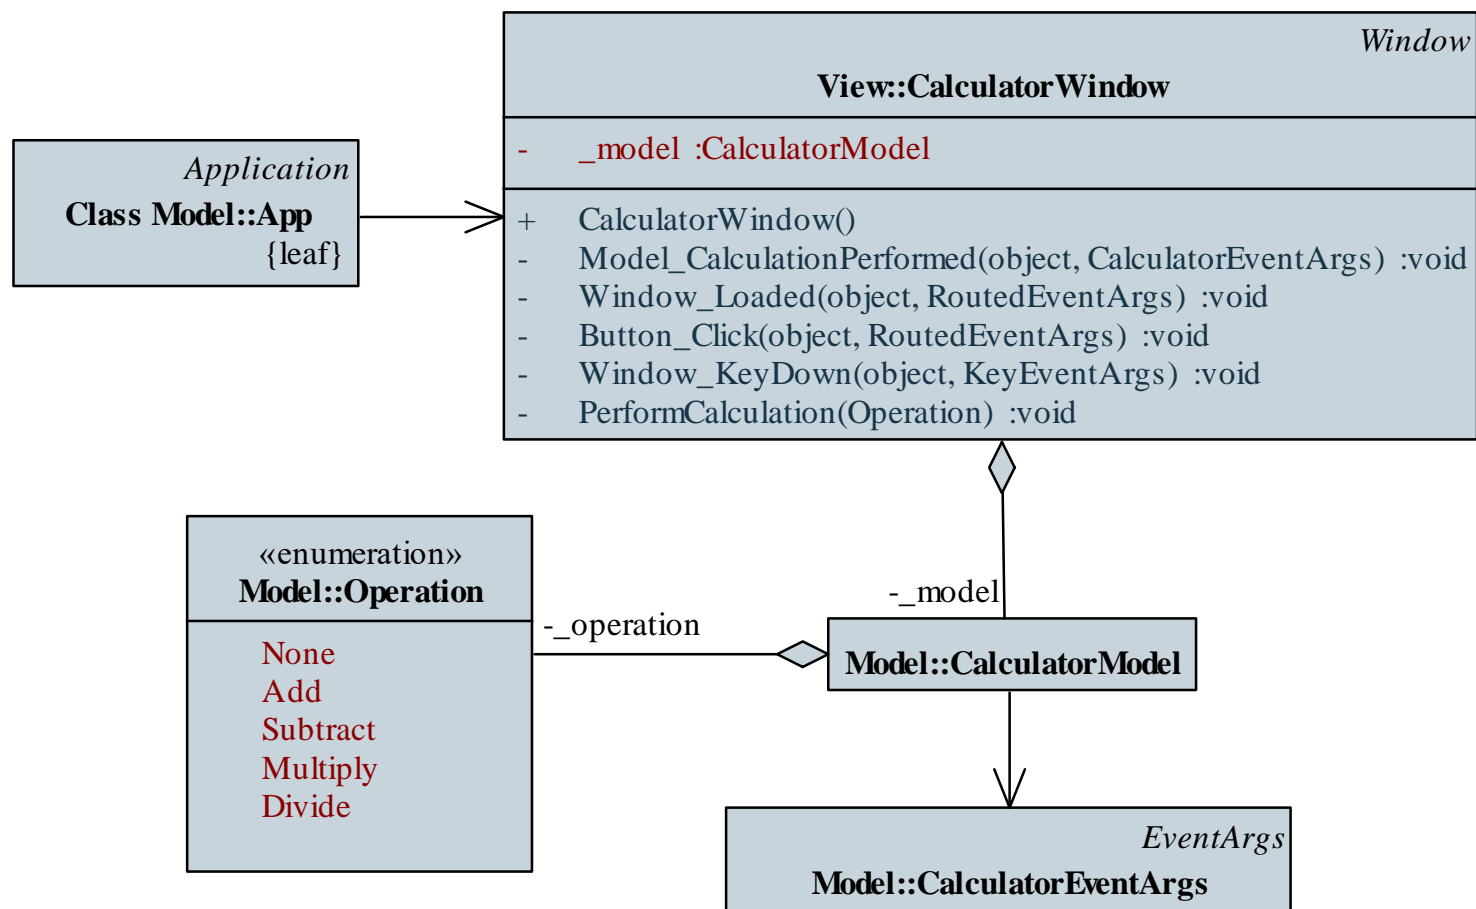 Window
View::CalculatorWindow
- _model :CalculatorModel
+ CalculatorWindow()
- Model_CalculationPerformed(object, CalculatorEventArgs) :void
- Window_Loaded(object, RoutedEventArgs) :void
- Button_Click(object, RoutedEventArgs) :void
- Window_KeyDown(object, KeyEventArgs) :void
- PerformCalculation(Operation) :void
Application
Class Model::App
{leaf}
«enumeration»
Model::Operation
None
Add
Subtract
Multiply
Divide
-_operation
-_model
Model::CalculatorModel
EventArgs
Model::CalculatorEventArgs